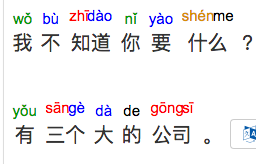 wǒ bù zhīdào nǐ yào shénme
我 不 知道 你 要 什么 ？
yǒu sāngè dà de gōngsī
有 三个 大 的 公司 。